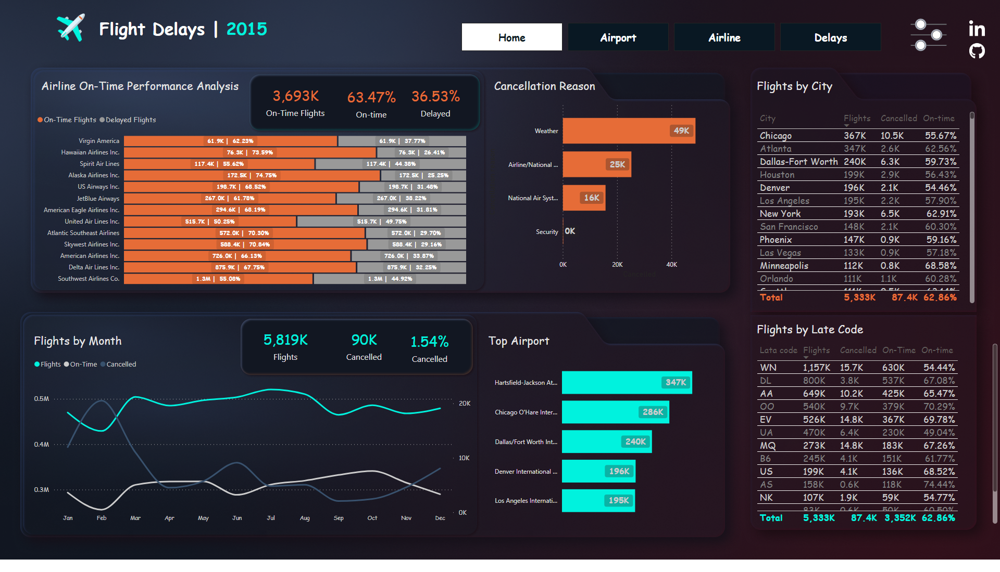 Flight Delays | 2015
Home
Airport
Airline
Delays
in
Airline On-Time Performance Analysis
3,693K
On-Time Flights
63.47%
On-time
36.53%
Delayed
On-Time Flights Delayed Flights
Virgin America 61.9K | 62.23% 61.9K | 37.77%
Hawaiian Airlines Inc. 76.3K | 73.59% 76.3K | 26.41%
Spirit Air Lines 117.4K | 55.62% 117.4K | 44.38%
Alaska Airlines Inc. 172.5K | 74.75% 172.5K | 25.25%
US Airways Inc. 198.7K | 68.52% 198.7K | 31.48%
JetBlue Airways 267.0K | 61.78% 267.0K | 38.22%
American Eagle Airlines Inc. 294.6K | 68.19% 294.6K | 31.81%
United Air Lines Inc. 515.7K | 50.25% 515.7K | 49.75%
Atlantic Southeast Airlines 572.0K | 70.30% 572.0K | 29.70%
Skywest Airlines Inc. 588.4K | 70.84% 588.4K | 29.16%
American Airlines Inc. 726.0K | 66.13% 726.0K | 33.87%
Delta Air Lines Inc. 875.9K | 67.75% 875.9K | 32.25%
Southwest Airlines Co. 1.3M | 55.08% 1.3M | 44.92%
Cancellation Reason
Weather 49K
Airline/National ... 25K
National Air Syst... 16K
Security 0K
0K 20K 40K
Flights by City
City Flights Cancelled On-time
Chicago 367K 10.5K 55.67%
Atlanta 347K 2.6K 62.56%
Dallas-Fort Worth 240K 6.3K 59.73%
Houston 199K 2.9K 56.43%
Denver 196K 2.1K 54.46%
Los Angeles 195K 2.2K 57.90%
New York 193K 6.5K 62.91%
San Francisco 148K 2.1K 60.30%
Phoenix 147K 0.9K 59.16%
Las Vegas 133K 0.9K 57.18%
Minneapolis 112K 0.8K 68.58%
Orlando 111K 1.1K 60.28%
Total 5,333K 87.4K 62.86%
Flights by Month
5,819K
Flights
90K
Cancelled
1.54%
Cancelled
Flights On-Time Cancelled
0.5M
0.4M
0.3M
20K
10K
0K
Jan Feb Mar Apr May Jun Jul Aug Sep Oct Nov Dec
Top Airport
Hartsfield-Jackson At... 347K
Chicago O'Hare Inter... 286K
Dallas/Fort Worth Int... 240K
Denver International ... 196K
Los Angeles Internati... 195K
Flights by Late Code
Lata code Flights Cancelled On-Time On-time
WN 1,157K 15.7K 630K 54.44%
DL 800K 3.8K 537K 67.08%
AA 649K 10.2K 425K 65.47%
OO 540K 9.7K 379K 70.29%
EV 526K 14.8K 367K 69.78%
UA 470K 6.4K 230K 49.04%
MQ 273K 14.8K 183K 67.26%
B6 245K 4.1K 151K 61.77%
US 199K 4.1K 136K 68.52%
AS 158K 0.6K 118K 74.44%
NK 107K 1.9K 59K 54.77%
Total 5,333K 87.4K 3,352K 62.86%